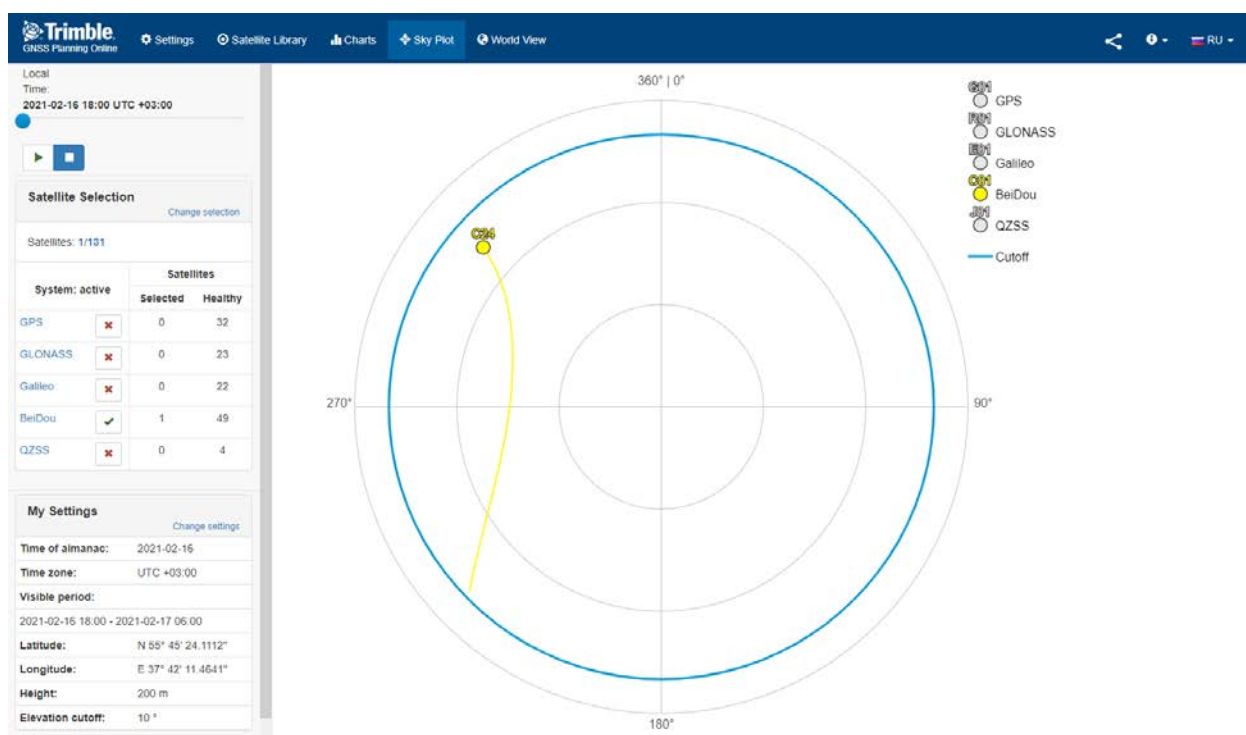 Trimble.
GNSS Planning Online
Settings
Satellite Library
Charts
Sky Plot
World View
RU
Local
Time:
2021-02-16 18:00 UTC +03:00
Satellite Selection
Change selection
Satellites: 1/131
System: active
Satellites
Selected Healthy
GPS 0 32
GLONASS 0 23
Galileo 0 22
BeiDou 1 49
QZSS 0 4
My Settings
Change settings
Time of almanac: 2021-02-16
Time zone: UTC +03:00
Visible period:
2021-02-16 18:00 - 2021-02-17 06:00
Latitude: N 55° 45' 24.1112"
Longitude: E 37° 42' 11.4641"
Height: 200 m
Elevation cutoff: 10 °
360° | 0°
270°
90°
180°
C24
G01
GPS
R01
GLONASS
E01
Galileo
C01
BeiDou
J01
QZSS
Cutoff